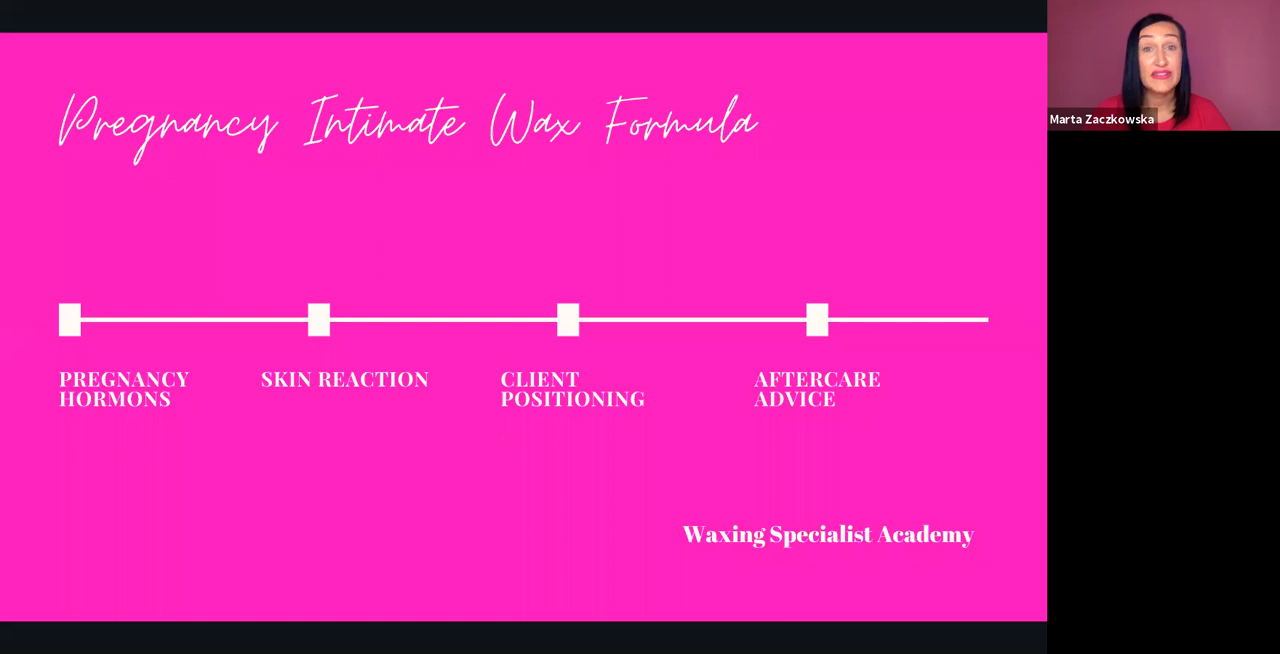 Pregnancy Intimate Wax Formula
Marta Zaczkowska
PREGNANCY
HORMONS
SKIN REACTION
CLIENT
POSITIONING
AFTERCARE
ADVICE
Waxing Specialist Academy